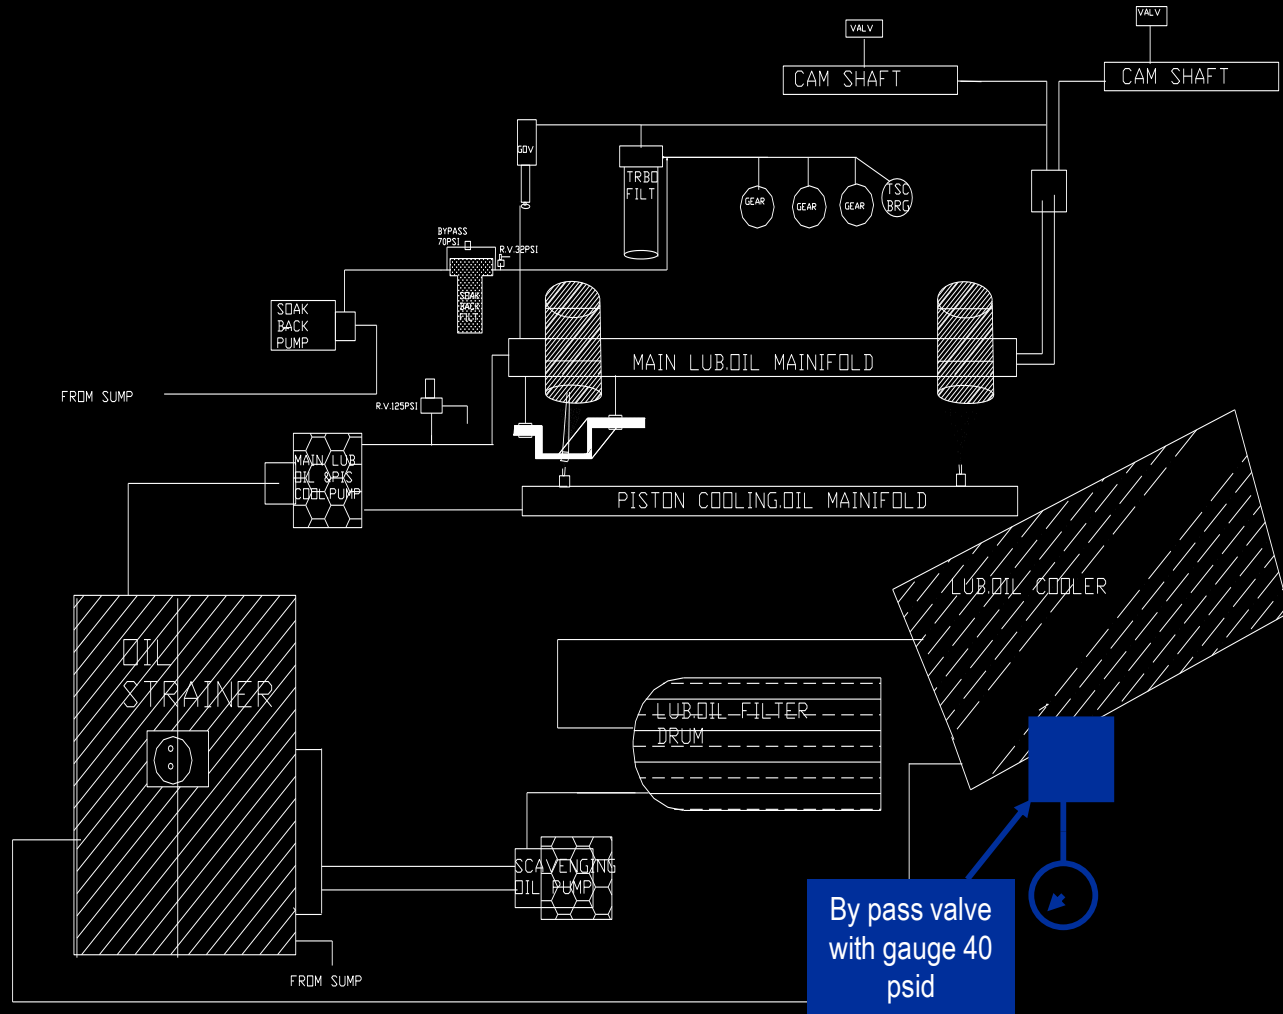 VALV
VALV
CAM SHAFT
CAM SHAFT
GOV
TRBO
FILT
GEAR
GEAR
GEAR
TSC
BRG
BYPASS
70PSI
R.V.32PSI
SOAK
BACK
FILT
SOAK
BACK
PUMP
MAIN LUB.OIL MAINIFOLD
FROM SUMP
R.V.125PSI
MAIN LUB
OIL &PIS
COOL PUMP
PISTON COOLING.OIL MAINIFOLD
LUB.OIL COOLER
OIL
STRAINER
LUB.OIL FILTER
DRUM
SCAVENGING
OIL PUMP
By pass valve
with gauge 40
psid
FROM SUMP